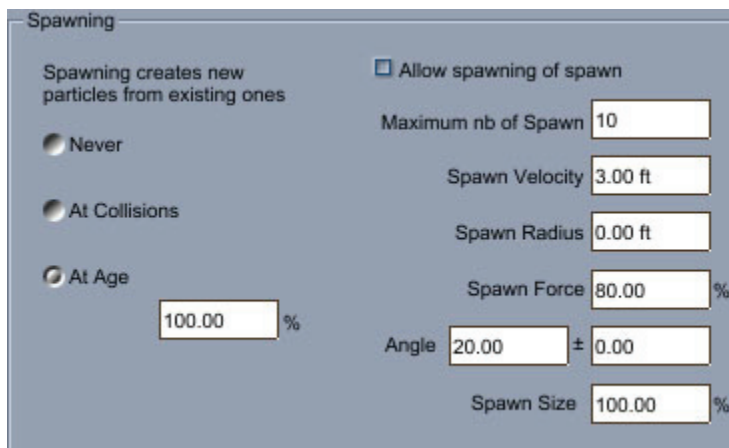 Spawning
Spawning creates new
particles from existing ones
Never
At Collisions
At Age
100.00 %
Allow spawning of spawn
Maximum nb of Spawn 10
Spawn Velocity 3.00 ft
Spawn Radius 0.00 ft
Spawn Force 80.00 %
Angle 20.00 ± 0.00
Spawn Size 100.00 %